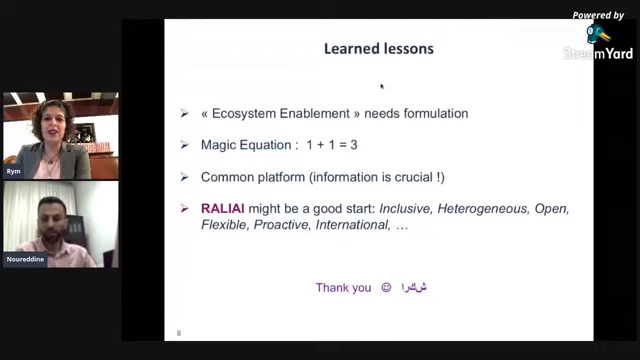 Powered by
StreamYard
Learned lessons
« Ecosystem Enablement » needs formulation
Magic Equation : 1 + 1 = 3
Common platform (information is crucial !)
RALIAI might be a good start: Inclusive, Heterogeneous, Open,
Flexible, Proactive, International, …
Thank you ☺ شكرا
8
Rym
Noureddine